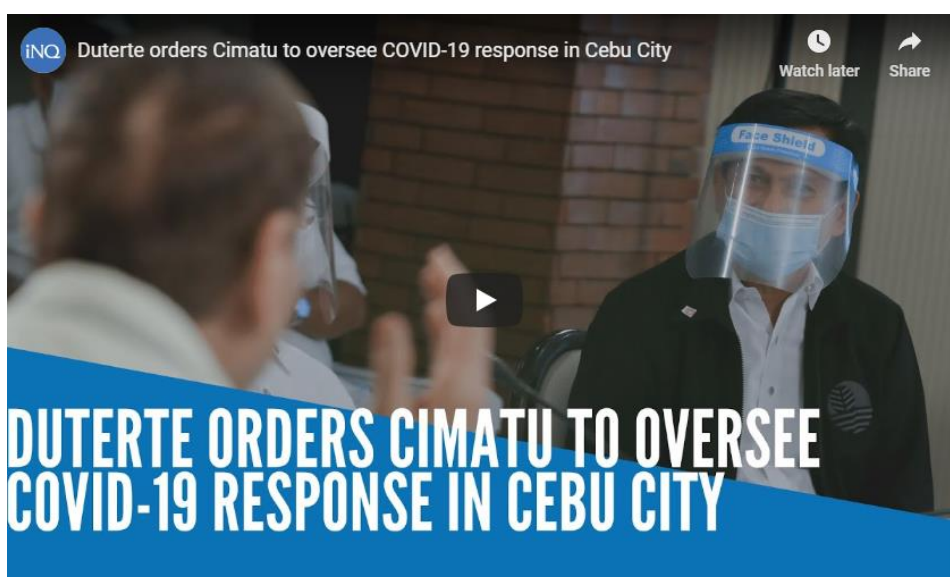 iNQ
Duterte orders Cimatu to oversee COVID-19 response in Cebu City
Watch later
Share
Face Shield
DUTERTE ORDERS CIMATU TO OVERSEE
COVID-19 RESPONSE IN CEBU CITY